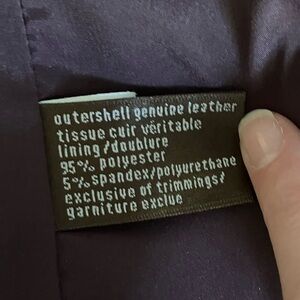 outershell genuine leather
tissue cuir véritable
lining/doublure
95% polyester
5% spandex/polyurethane
exclusive of trimmings/
garniture exclue